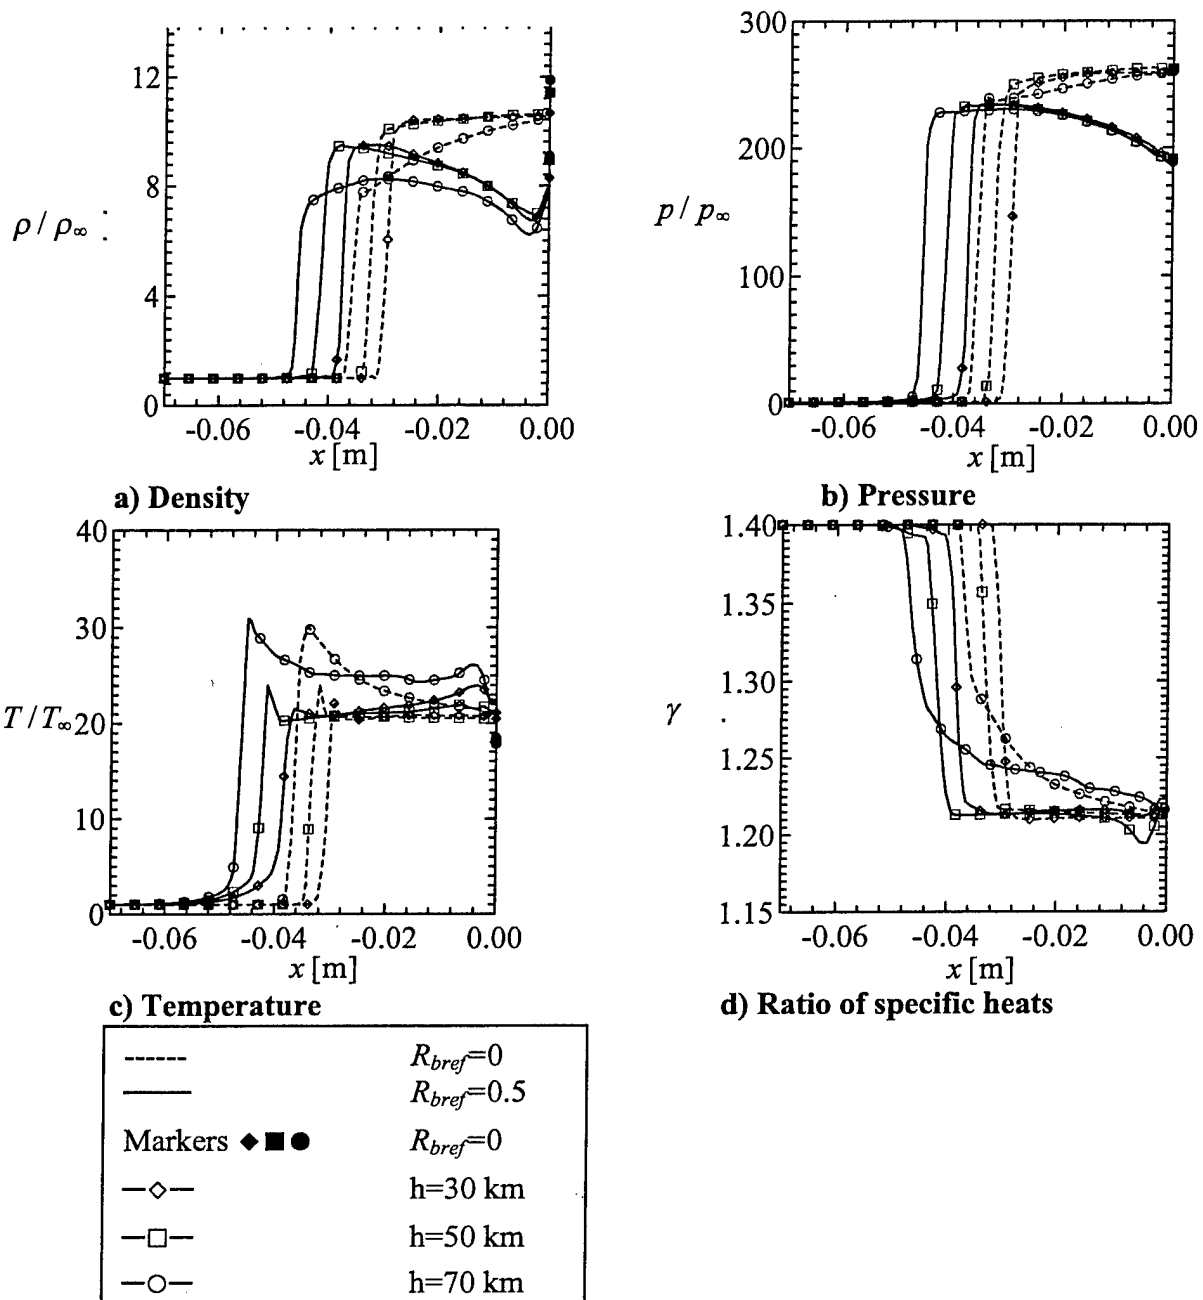 12
8
4
0
ρ / ρ∞
-0.06 -0.04 -0.02 0.00
x [m]
a) Density
300
200
100
0
p / p∞
-0.06 -0.04 -0.02 0.00
x [m]
b) Pressure
40
30
20
10
0
T / T∞
-0.06 -0.04 -0.02 0.00
x [m]
c) Temperature
1.40
1.35
1.30
1.25
1.20
1.15
γ
-0.06 -0.04 -0.02 0.00
x [m]
d) Ratio of specific heats
R_bref=0
R_bref=0.5
Markers ◆ ■ ● R_bref=0
h=30 km
h=50 km
h=70 km